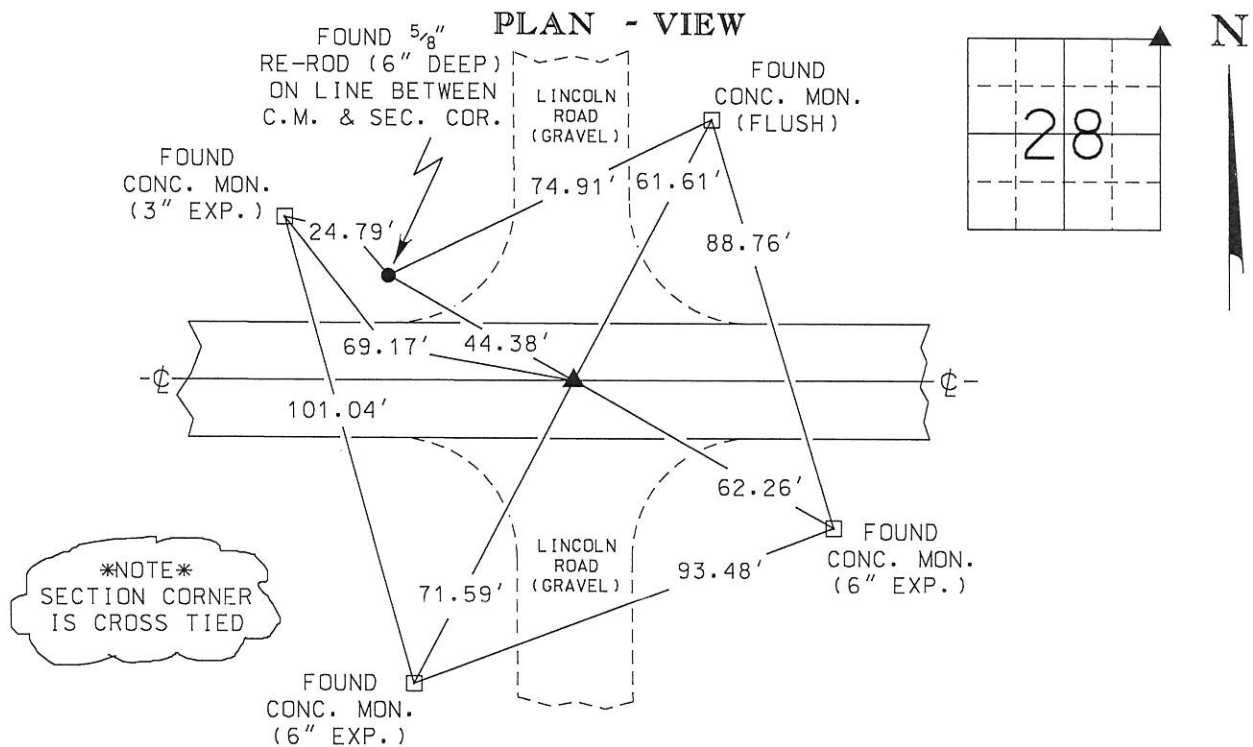 PLAN - VIEW
N
FOUND 5/8"
RE-ROD (6" DEEP)
ON LINE BETWEEN
C.M. & SEC. COR.
LINCOLN
ROAD
(GRAVEL)
FOUND
CONC. MON.
(FLUSH)
28
FOUND
CONC. MON.
(3" EXP.)
74.91'
61.61'
24.79'
88.76'
69.17'
44.38'
℄
℄
101.04'
62.26'
FOUND
CONC. MON.
(6" EXP.)
LINCOLN
ROAD
(GRAVEL)
93.48'
71.59'
*NOTE*
SECTION CORNER
IS CROSS TIED
FOUND
CONC. MON.
(6" EXP.)